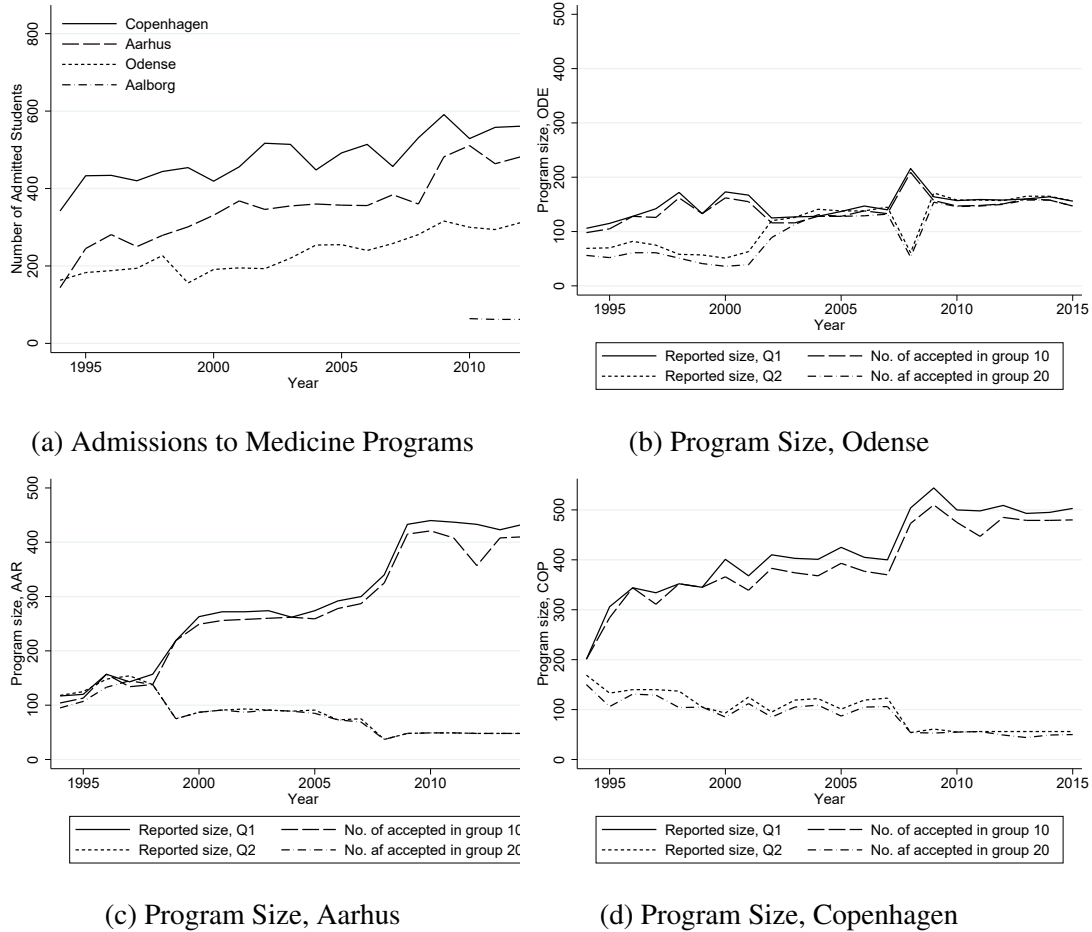 Number of Admitted Students
0
200
400
600
800
1995
2000
2005
2010
Year
Copenhagen
Aarhus
Odense
Aalborg
(a) Admissions to Medicine Programs
Program size, ODE
0
100
200
300
400
500
1995
2000
2005
2010
2015
Year
Reported size, Q1
No. of accepted in group 10
Reported size, Q2
No. af accepted in group 20
(b) Program Size, Odense
Program size, AAR
0
100
200
300
400
500
1995
2000
2005
2010
Year
Reported size, Q1
No. of accepted in group 10
Reported size, Q2
No. af accepted in group 20
(c) Program Size, Aarhus
Program size, COP
0
100
200
300
400
500
1995
2000
2005
2010
2015
Year
Reported size, Q1
No. of accepted in group 10
Reported size, Q2
No. af accepted in group 20
(d) Program Size, Copenhagen